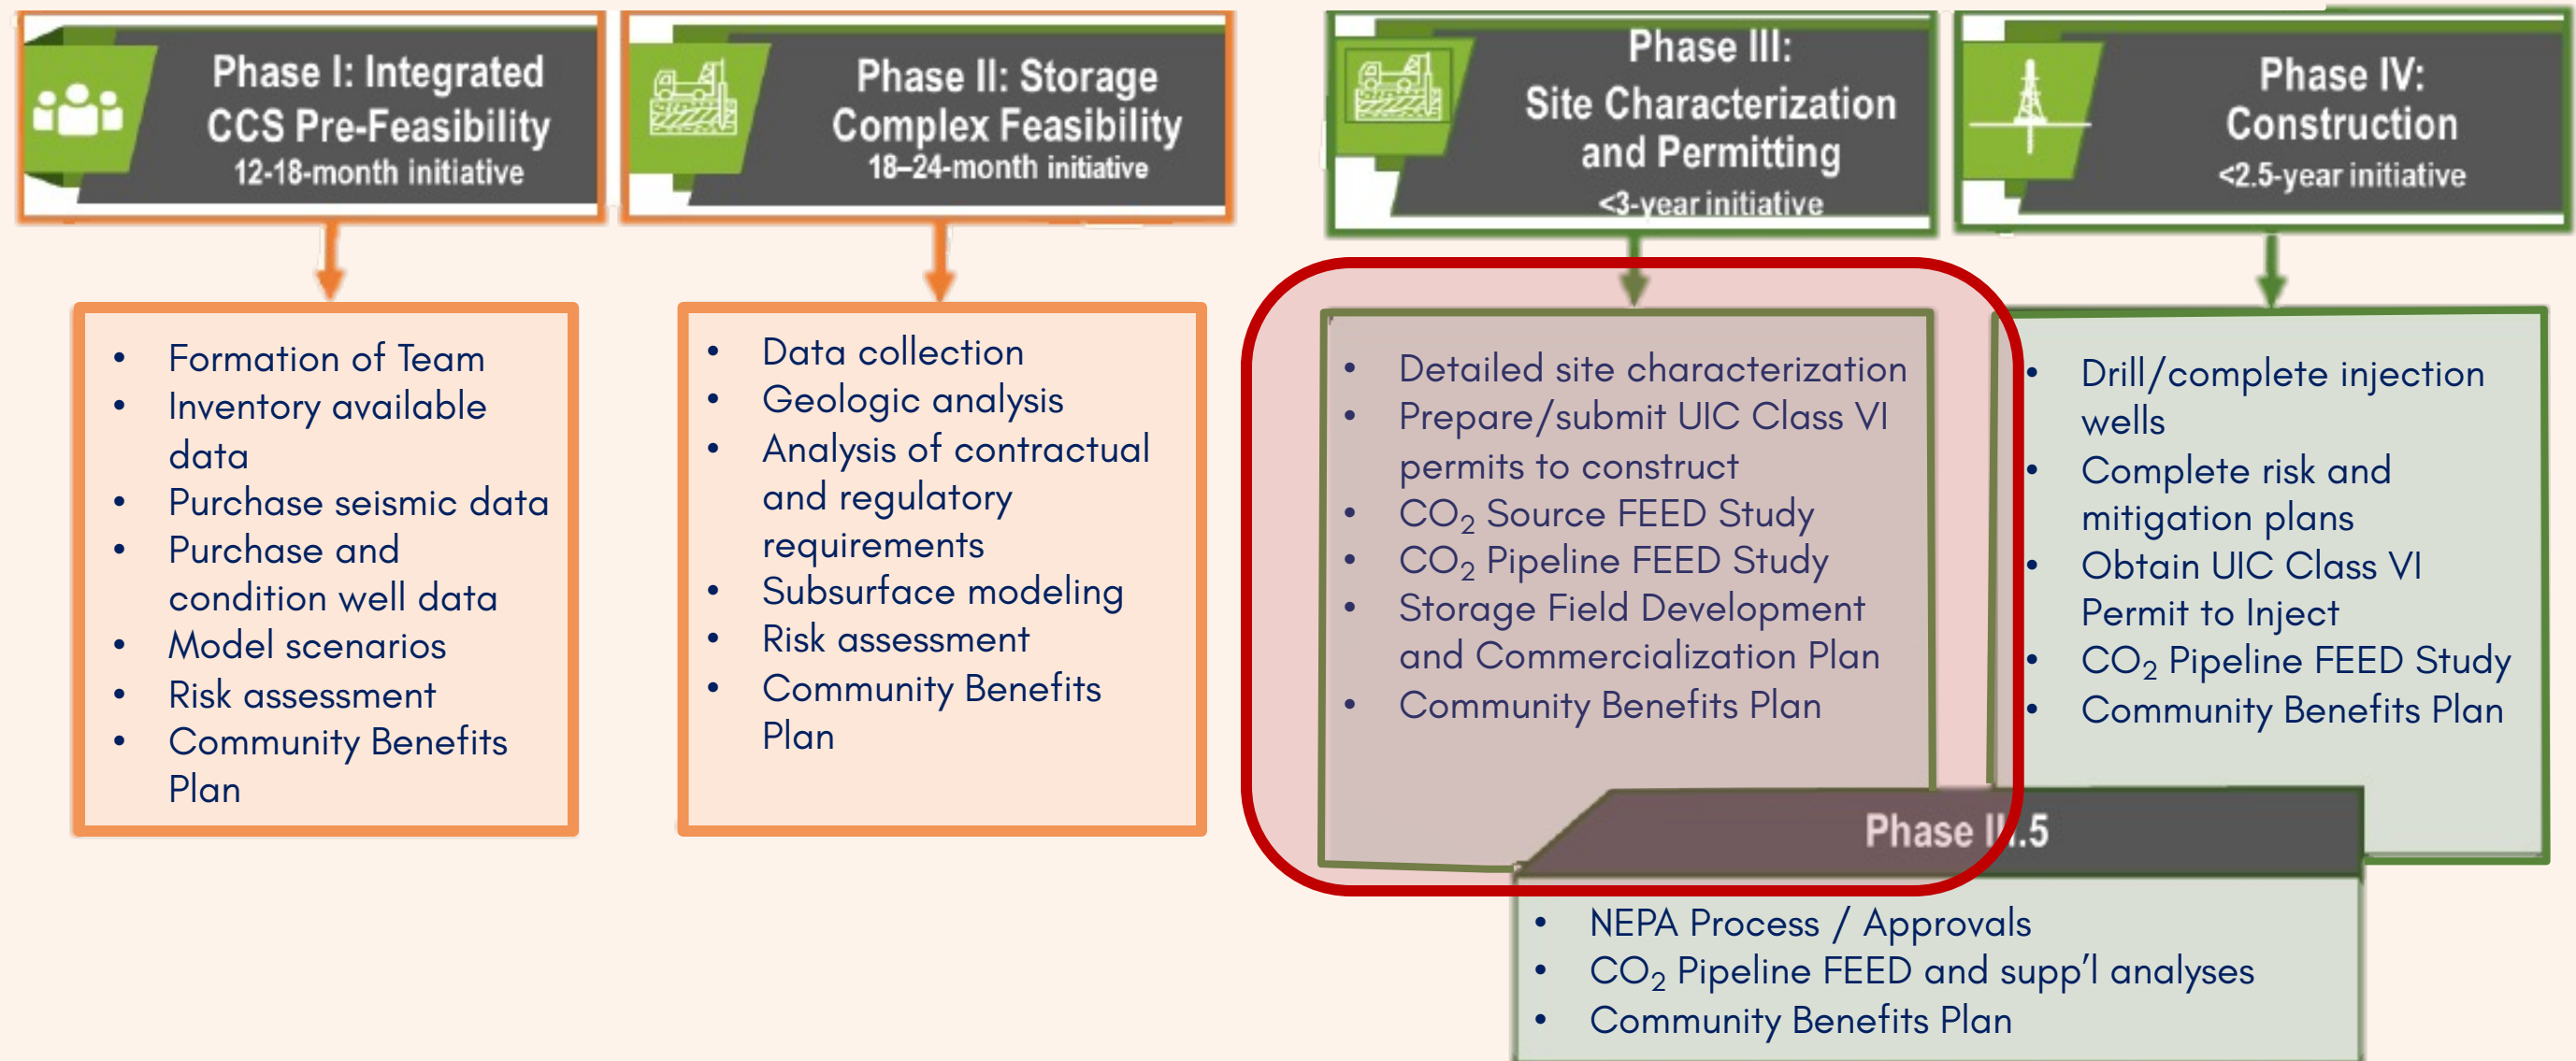 Phase I: Integrated
CCS Pre-Feasibility
12-18-month initiative
• Formation of Team
• Inventory available
data
• Purchase seismic data
• Purchase and
condition well data
• Model scenarios
• Risk assessment
• Community Benefits
Plan
Phase II: Storage
Complex Feasibility
18–24-month initiative
• Data collection
• Geologic analysis
• Analysis of contractual
and regulatory
requirements
• Subsurface modeling
• Risk assessment
• Community Benefits
Plan
Phase III:
Site Characterization
and Permitting
<3-year initiative
• Detailed site characterization
• Prepare/submit UIC Class VI
permits to construct
• CO₂ Source FEED Study
• CO₂ Pipeline FEED Study
• Storage Field Development
and Commercialization Plan
• Community Benefits Plan
Phase IV:
Construction
<2.5-year initiative
• Drill/complete injection
wells
• Complete risk and
mitigation plans
• Obtain UIC Class VI
Permit to Inject
• CO₂ Pipeline FEED Study
• Community Benefits Plan
Phase III.5
• NEPA Process / Approvals
• CO₂ Pipeline FEED and supp’l analyses
• Community Benefits Plan